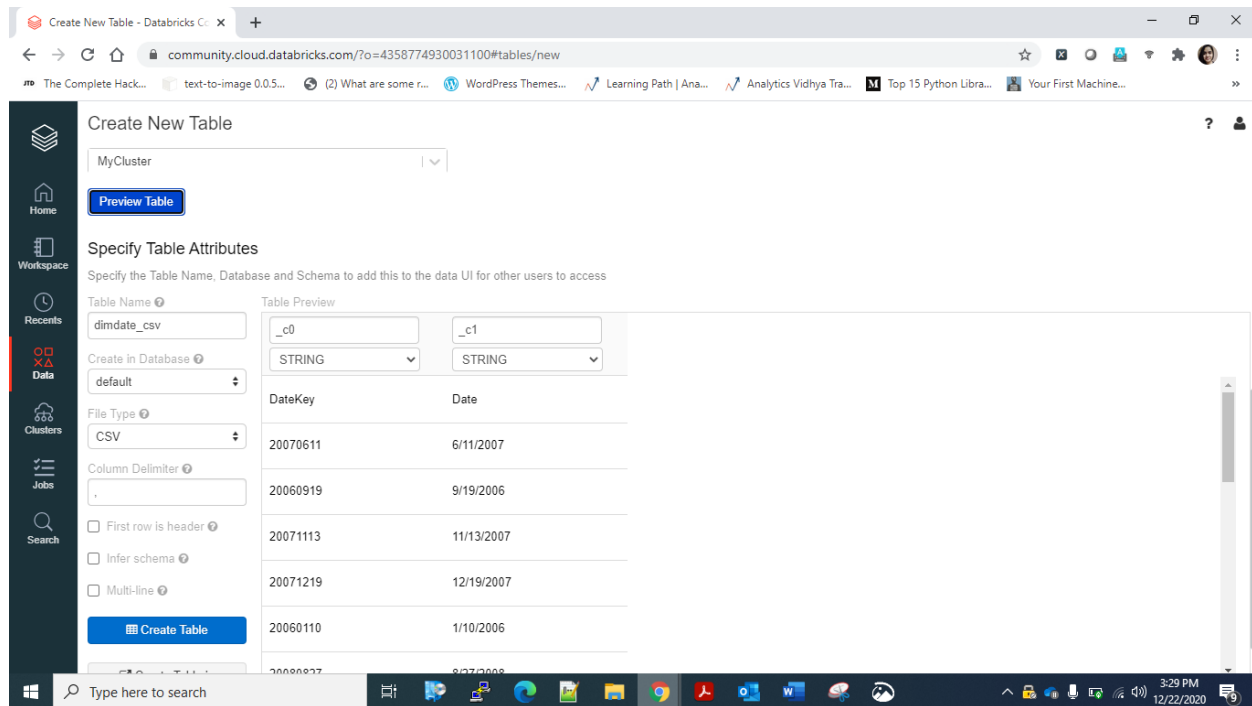 Create New Table - Databricks Co
community.cloud.databricks.com/?o=4358774930031100#tables/new
The Complete Hack...
text-to-image 0.0.5...
(2) What are some r...
WordPress Themes...
Learning Path | Ana...
Analytics Vidhya Tra...
Top 15 Python Libra...
Your First Machine...
Create New Table
MyCluster
Preview Table
Home
Workspace
Recents
Data
Clusters
Jobs
Search
Specify Table Attributes
Specify the Table Name, Database and Schema to add this to the data UI for other users to access
Table Name
dimdate_csv
Create in Database
default
File Type
CSV
Column Delimiter
,
First row is header
Infer schema
Multi-line
Create Table
Table Preview
_c0 _c1
STRING STRING
DateKey Date
20070611 6/11/2007
20060919 9/19/2006
20071113 11/13/2007
20071219 12/19/2007
20060110 1/10/2006
20080827 8/27/2008
Type here to search
3:29 PM
12/22/2020